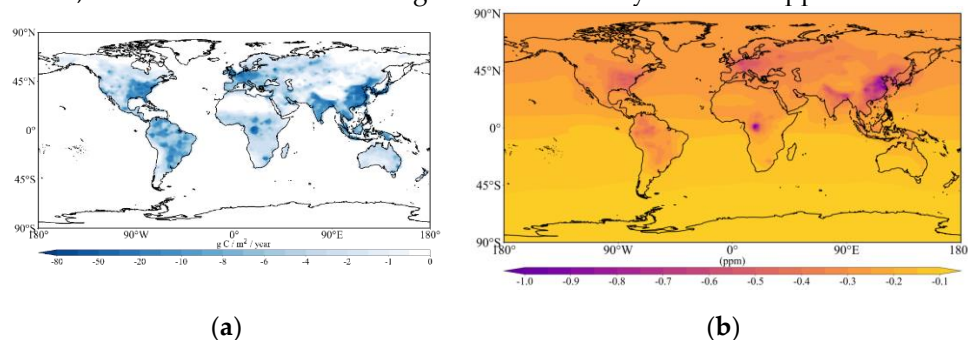 90°N
45°N
0°
45°S
90°S
180° 90°W 0° 90°E 180°
g C / m² / year
-80 -50 -20 -10 -8 -6 -4 -2 -1 0
(a)
90°N
45°N
0°
45°S
90°S
180° 90°W 0° 90°E 180
(ppm)
-1.0 -0.9 -0.8 -0.7 -0.6 -0.5 -0.4 -0.3 -0.2 -0.1
(b)